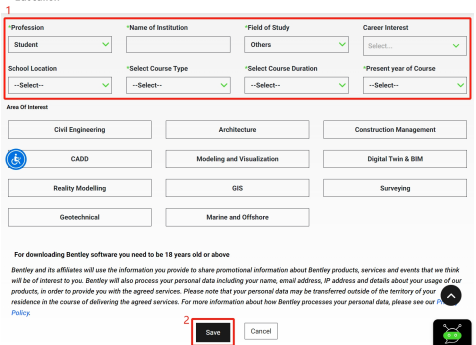 1
*Profession *Name of Institution *Field of Study Career Interest
Student Others Select...
School Location *Select Course Type *Select Course Duration *Present year of Course
--Select-- --Select-- --Select-- --Select--
Area Of Interest
Civil Engineering Architecture Construction Management
CADD Modeling and Visualization Digital Twin & BIM
Reality Modelling GIS Surveying
Geotechnical Marine and Offshore
For downloading Bentley software you need to be 18 years old or above
Bentley and its affiliates will use the information you provide to share promotional information about Bentley products, services and events that we think
will be of interest to you. Bentley will also process your personal data including your name, email address, IP address and details about your usage of our
products, in order to provide you with the agreed services. Please note that your personal data may be transferred outside of the territory of your
residence in the course of delivering the agreed services. For more information about how Bentley processes your personal data, please see our
Policy.
2
Save Cancel